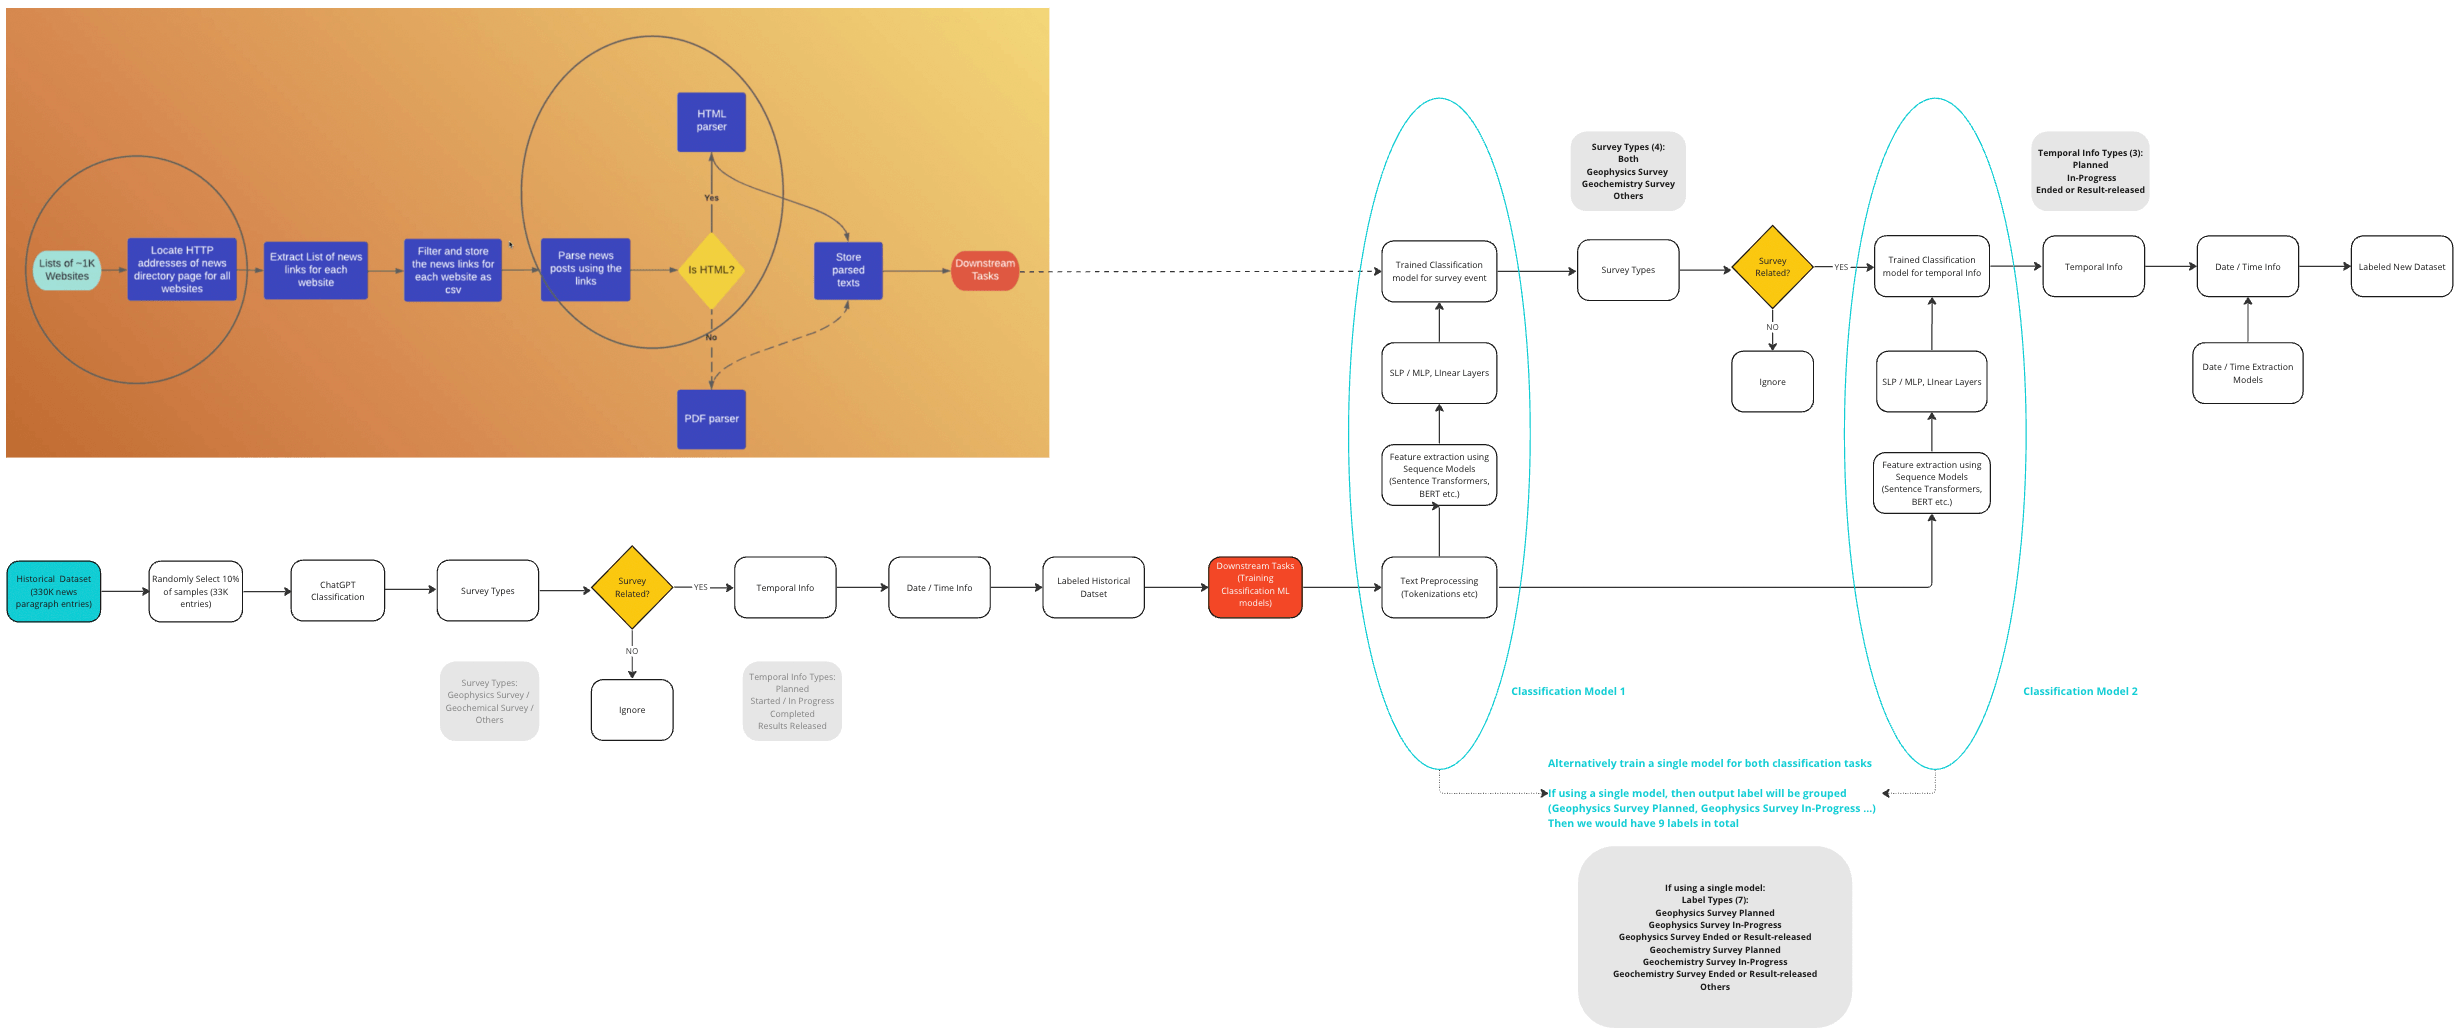 Lists of ~1K
Websites
Locate HTTP
addresses of news
directory page for all
websites
Extract List of news
links for each
website
Filter and store
the news links for
each website as
csv
Parse news
posts using the
links
HTML
parser
Yes
Is HTML?
No
PDF parser
Store
parsed
texts
Downstream
Tasks
Trained Classification
model for survey event
SLP / MLP, LInear Layers
Feature extraction using
Sequence Models
(Sentence Transformers,
BERT etc.)
Text Preprocessing
(Tokenizations etc)
Survey Types (4):
Both
Geophysics Survey
Geochemistry Survey
Others
Survey Types
Survey
Related?
YES
NO
Ignore
Trained Classification
model for temporal Info
SLP / MLP, LInear Layers
Feature extraction using
Sequence Models
(Sentence Transformers,
BERT etc.)
Temporal Info Types (3):
Planned
In-Progress
Ended or Result-released
Temporal Info
Date / Time Info
Labeled New Dataset
Date / Time Extraction
Models
Historical Dataset
(330K news
paragraph entries)
Randomly Select 10%
of samples (33K
entries)
ChatGPT
Classification
Survey Types
Survey
Related?
YES
NO
Ignore
Temporal Info
Date / Time Info
Labeled Historical
Datset
Downstream Tasks
(Training
Classification ML
models)
Survey Types:
Geophysics Survey /
Geochemical Survey /
Others
Temporal Info Types:
Planned
Started / In Progress
Completed
Results Released
Classification Model 1
Classification Model 2
Alternatively train a single model for both classification tasks
If using a single model, then output label will be grouped
(Geophysics Survey Planned, Geophysics Survey In-Progress ...)
Then we would have 9 labels in total
If using a single model:
Label Types (7):
Geophysics Survey Planned
Geophysics Survey In-Progress
Geophysics Survey Ended or Result-released
Geochemistry Survey Planned
Geochemistry Survey In-Progress
Geochemistry Survey Ended or Result-released
Others